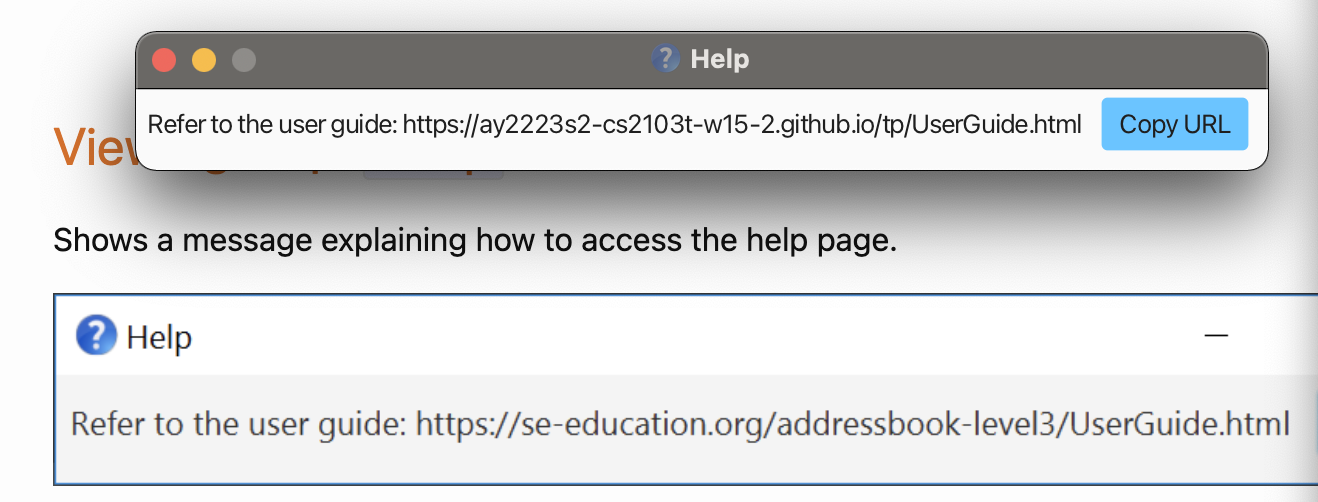 Help
Refer to the user guide: https://ay2223s2-cs2103t-w15-2.github.io/tp/UserGuide.html
Copy URL
Shows a message explaining how to access the help page.
Help
Refer to the user guide: https://se-education.org/addressbook-level3/UserGuide.html